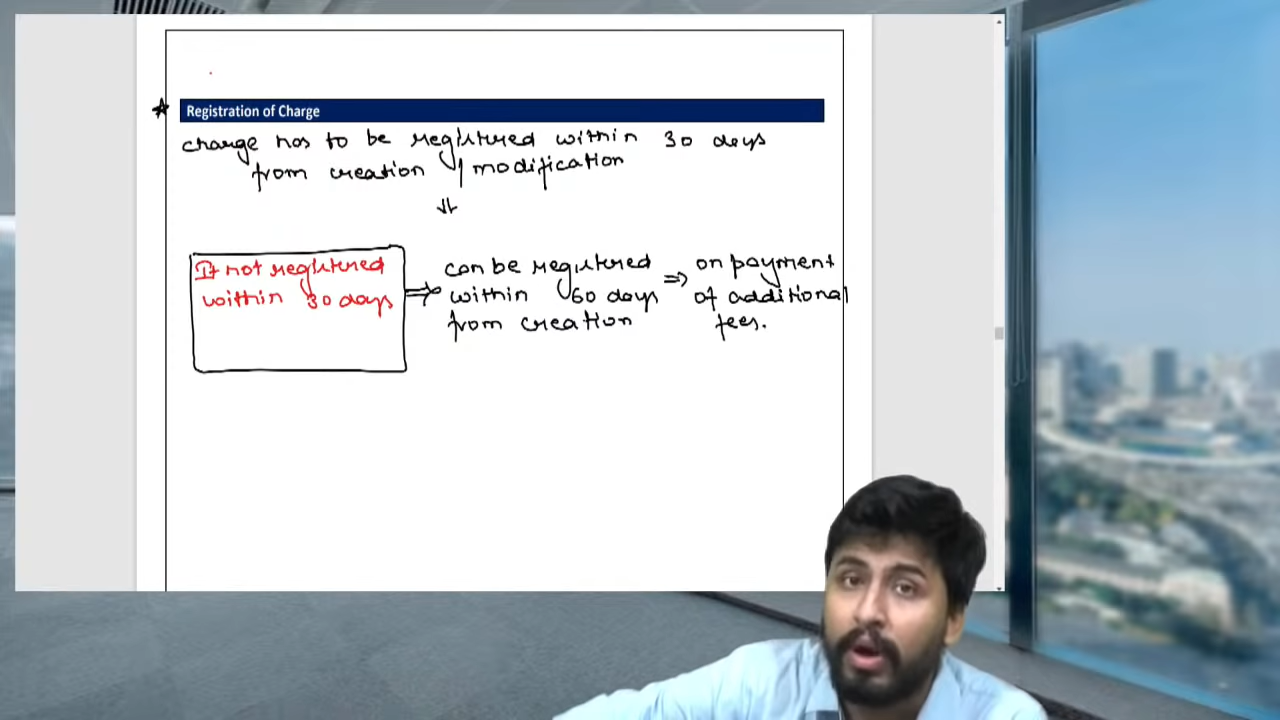 Registration of Charge
charge has to be registered within 30 days
from creation / modification
If not registered
within 30 days
can be registered
within 60 days
from creation
on payment
of additional
fees.